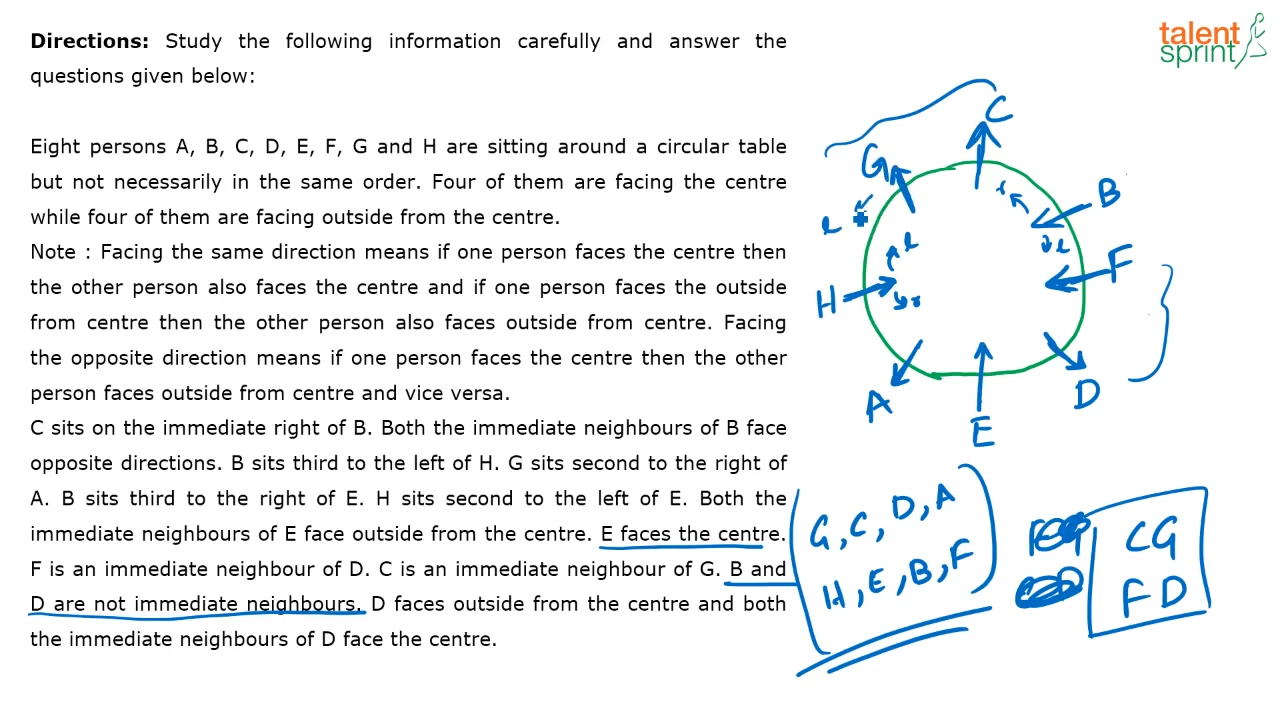 talent
sprint
Directions: Study the following information carefully and answer the
questions given below:
Eight persons A, B, C, D, E, F, G and H are sitting around a circular table
but not necessarily in the same order. Four of them are facing the centre
while four of them are facing outside from the centre.
Note : Facing the same direction means if one person faces the centre then
the other person also faces the centre and if one person faces the outside
from centre then the other person also faces outside from centre. Facing
the opposite direction means if one person faces the centre then the other
person faces outside from centre and vice versa.
C sits on the immediate right of B. Both the immediate neighbours of B face
opposite directions. B sits third to the left of H. G sits second to the right of
A. B sits third to the right of E. H sits second to the left of E. Both the
immediate neighbours of E face outside from the centre. E faces the centre.
F is an immediate neighbour of D. C is an immediate neighbour of G. B and
D are not immediate neighbours. D faces outside from the centre and both
the immediate neighbours of D face the centre.
C
G
B
l
l
l
F
H
r
A
D
E
G, C, D, A
H, E, B, F
CG
FD